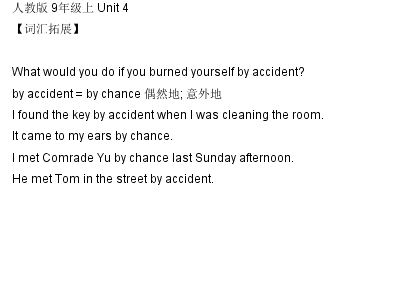 人教版 9年级上 Unit 4
【词汇拓展】
What would you do if you burned yourself by accident?
by accident = by chance 偶然地; 意外地
I found the key by accident when I was cleaning the room.
It came to my ears by chance.
I met Comrade Yu by chance last Sunday afternoon.
He met Tom in the street by accident.